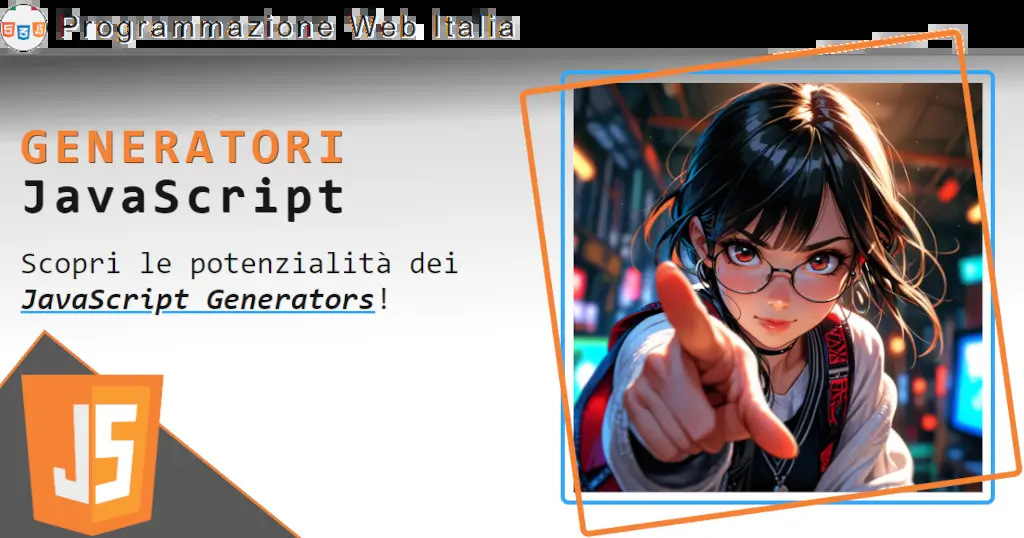 Programmazione Web Italia
GENERATORI
JavaScript
Scopri le potenzialità dei
JavaScript Generators!
JS